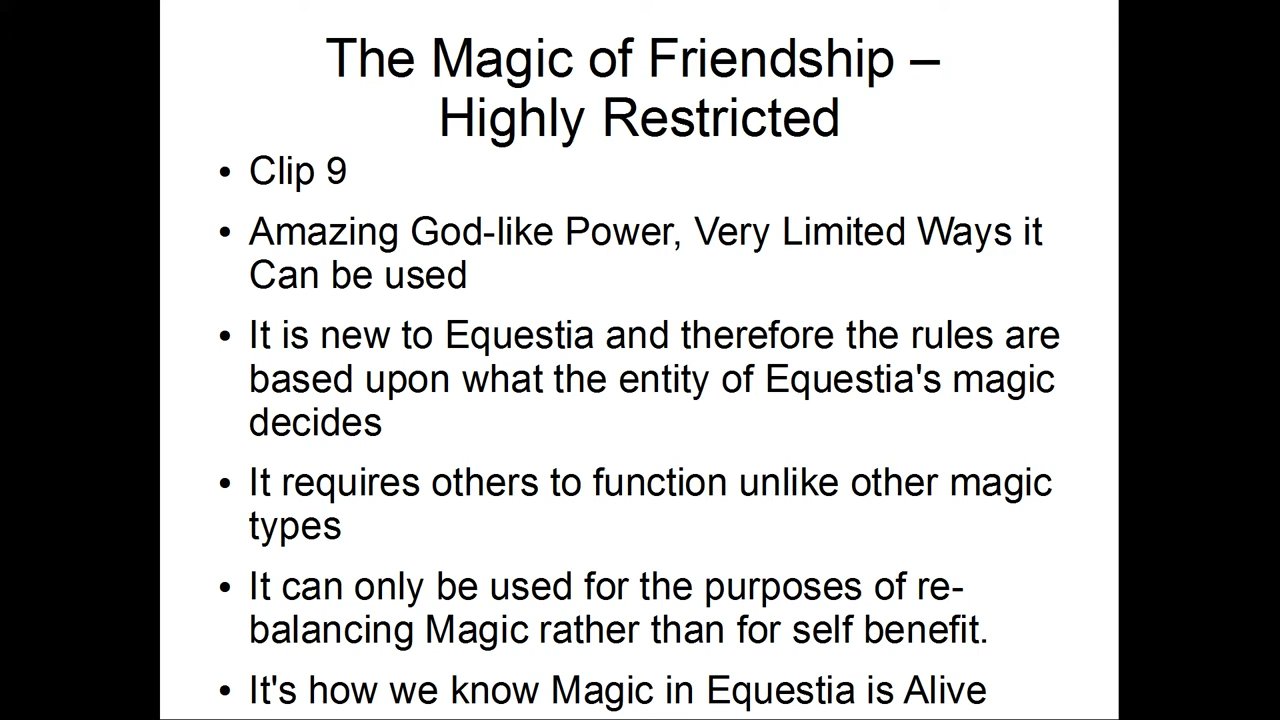 The Magic of Friendship –
Highly Restricted
• Clip 9
• Amazing God-like Power, Very Limited Ways it
Can be used
• It is new to Equestia and therefore the rules are
based upon what the entity of Equestia's magic
decides
• It requires others to function unlike other magic
types
• It can only be used for the purposes of re-
balancing Magic rather than for self benefit.
• It's how we know Magic in Equestia is Alive